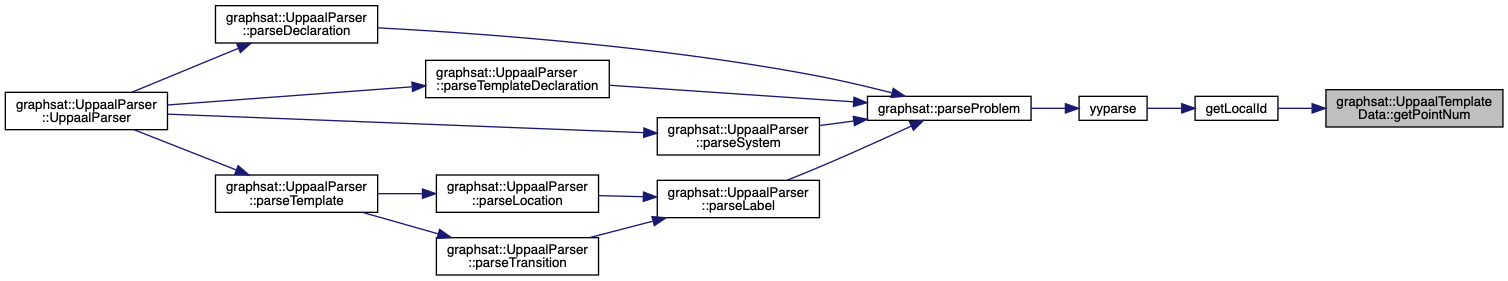 graphsat::UppaalParser
::UppaalParser
graphsat::UppaalParser
::parseDeclaration
graphsat::UppaalParser
::parseTemplateDeclaration
graphsat::UppaalParser
::parseSystem
graphsat::UppaalParser
::parseTemplate
graphsat::UppaalParser
::parseLocation
graphsat::UppaalParser
::parseTransition
graphsat::UppaalParser
::parseLabel
graphsat::parseProblem
yyparse
getLocalId
graphsat::UppaalTemplate
Data::getPointNum